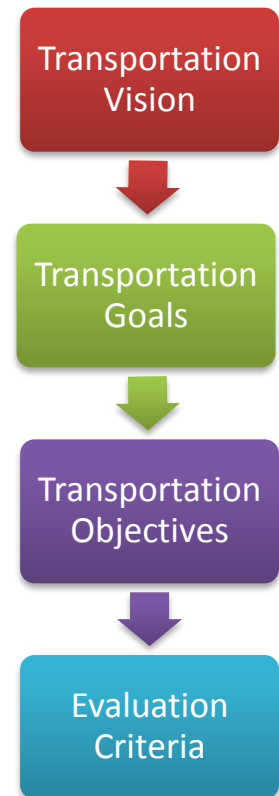 Transportation
Vision
Transportation
Goals
Transportation
Objectives
Evaluation
Criteria